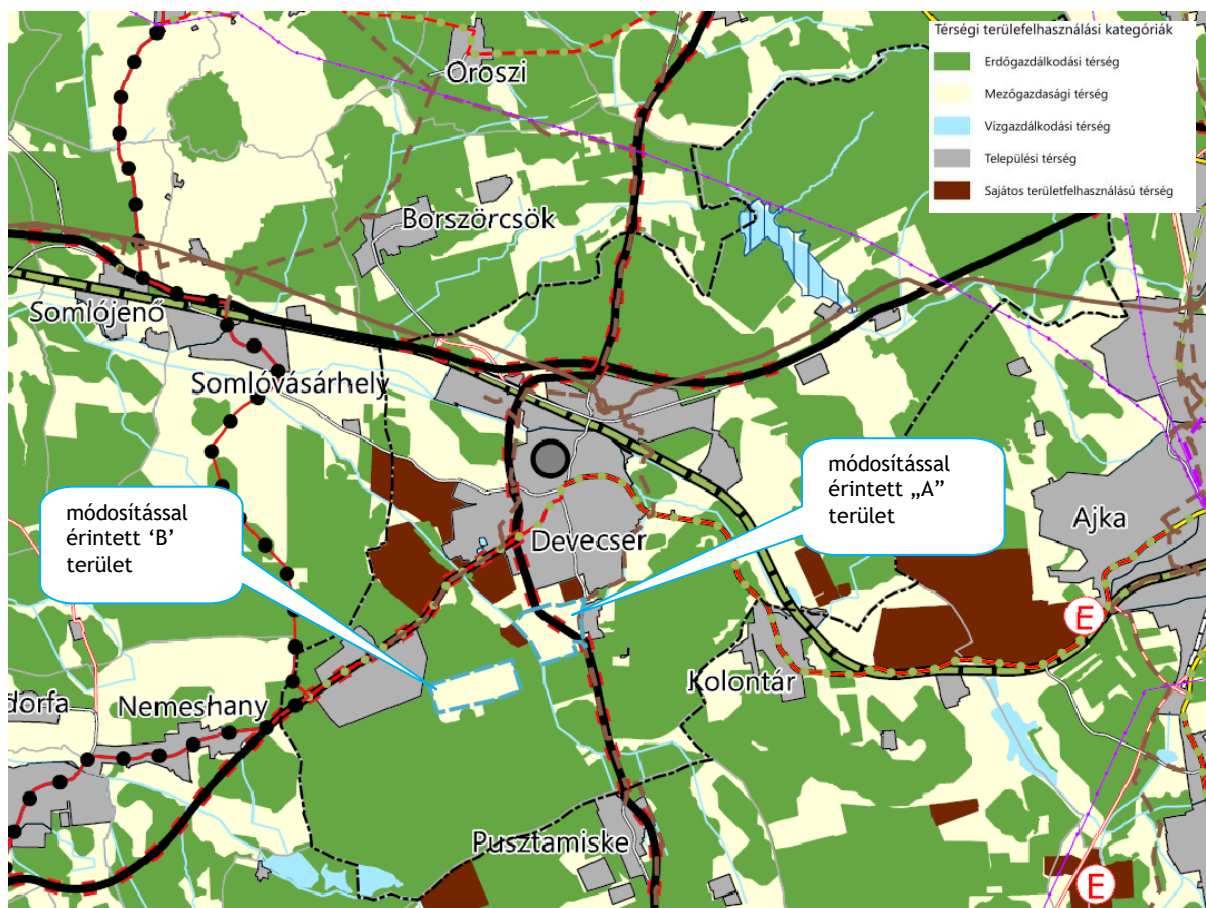 Térségi terülefelhasználási kategóriák
Erdőgazdálkodási térség
Mezőgazdasági térség
Vízgazdálkodási térség
Települési térség
Sajátos területfelhasználású térség
Oroszi
Borszörcsök
Somlójenő
Somlóvásárhely
módosítással
érintett „A”
terület
módosítással
érintett ‘B’
terület
Ajka
Devecser
E
Kolontár
dorfa
Nemeshany
Pusztamiske
E